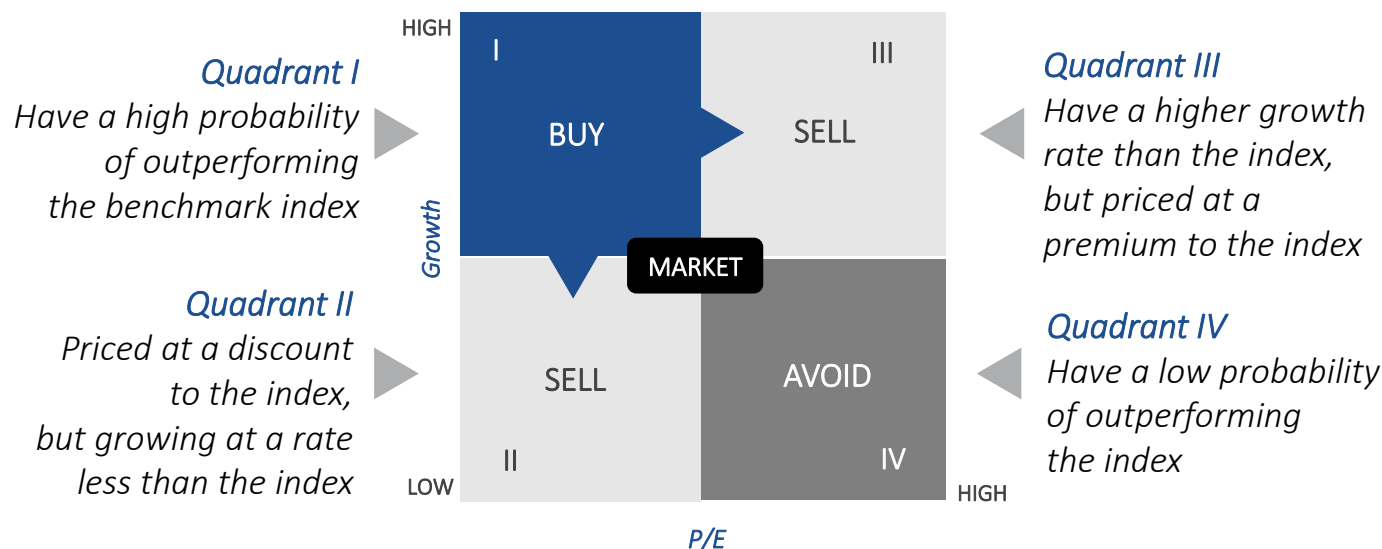 HIGH
Quadrant I
Have a high probability
of outperforming
the benchmark index
Quadrant II
Priced at a discount
to the index,
but growing at a rate
less than the index
Growth
LOW
I
BUY
III
SELL
MARKET
SELL
II
AVOID
IV
HIGH
P/E
Quadrant III
Have a higher growth
rate than the index,
but priced at a
premium to the index
Quadrant IV
Have a low probability
of outperforming
the index